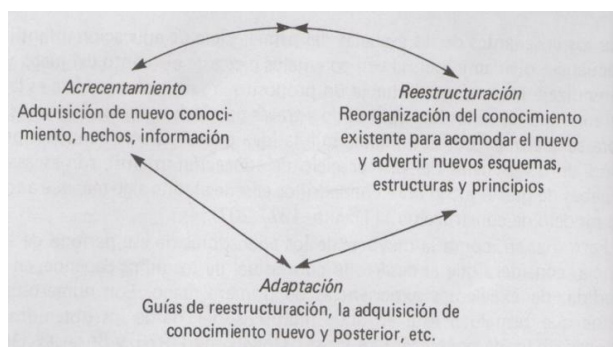 Acrecentamiento
Adquisición de nuevo conoci-
miento, hechos, información
Reestructuración
Reorganización del conocimiento
existente para acomodar el nuevo
y advertir nuevos esquemas,
estructuras y principios
Adaptación
Guías de reestructuración, la adquisición de
conocimiento nuevo y posterior, etc.